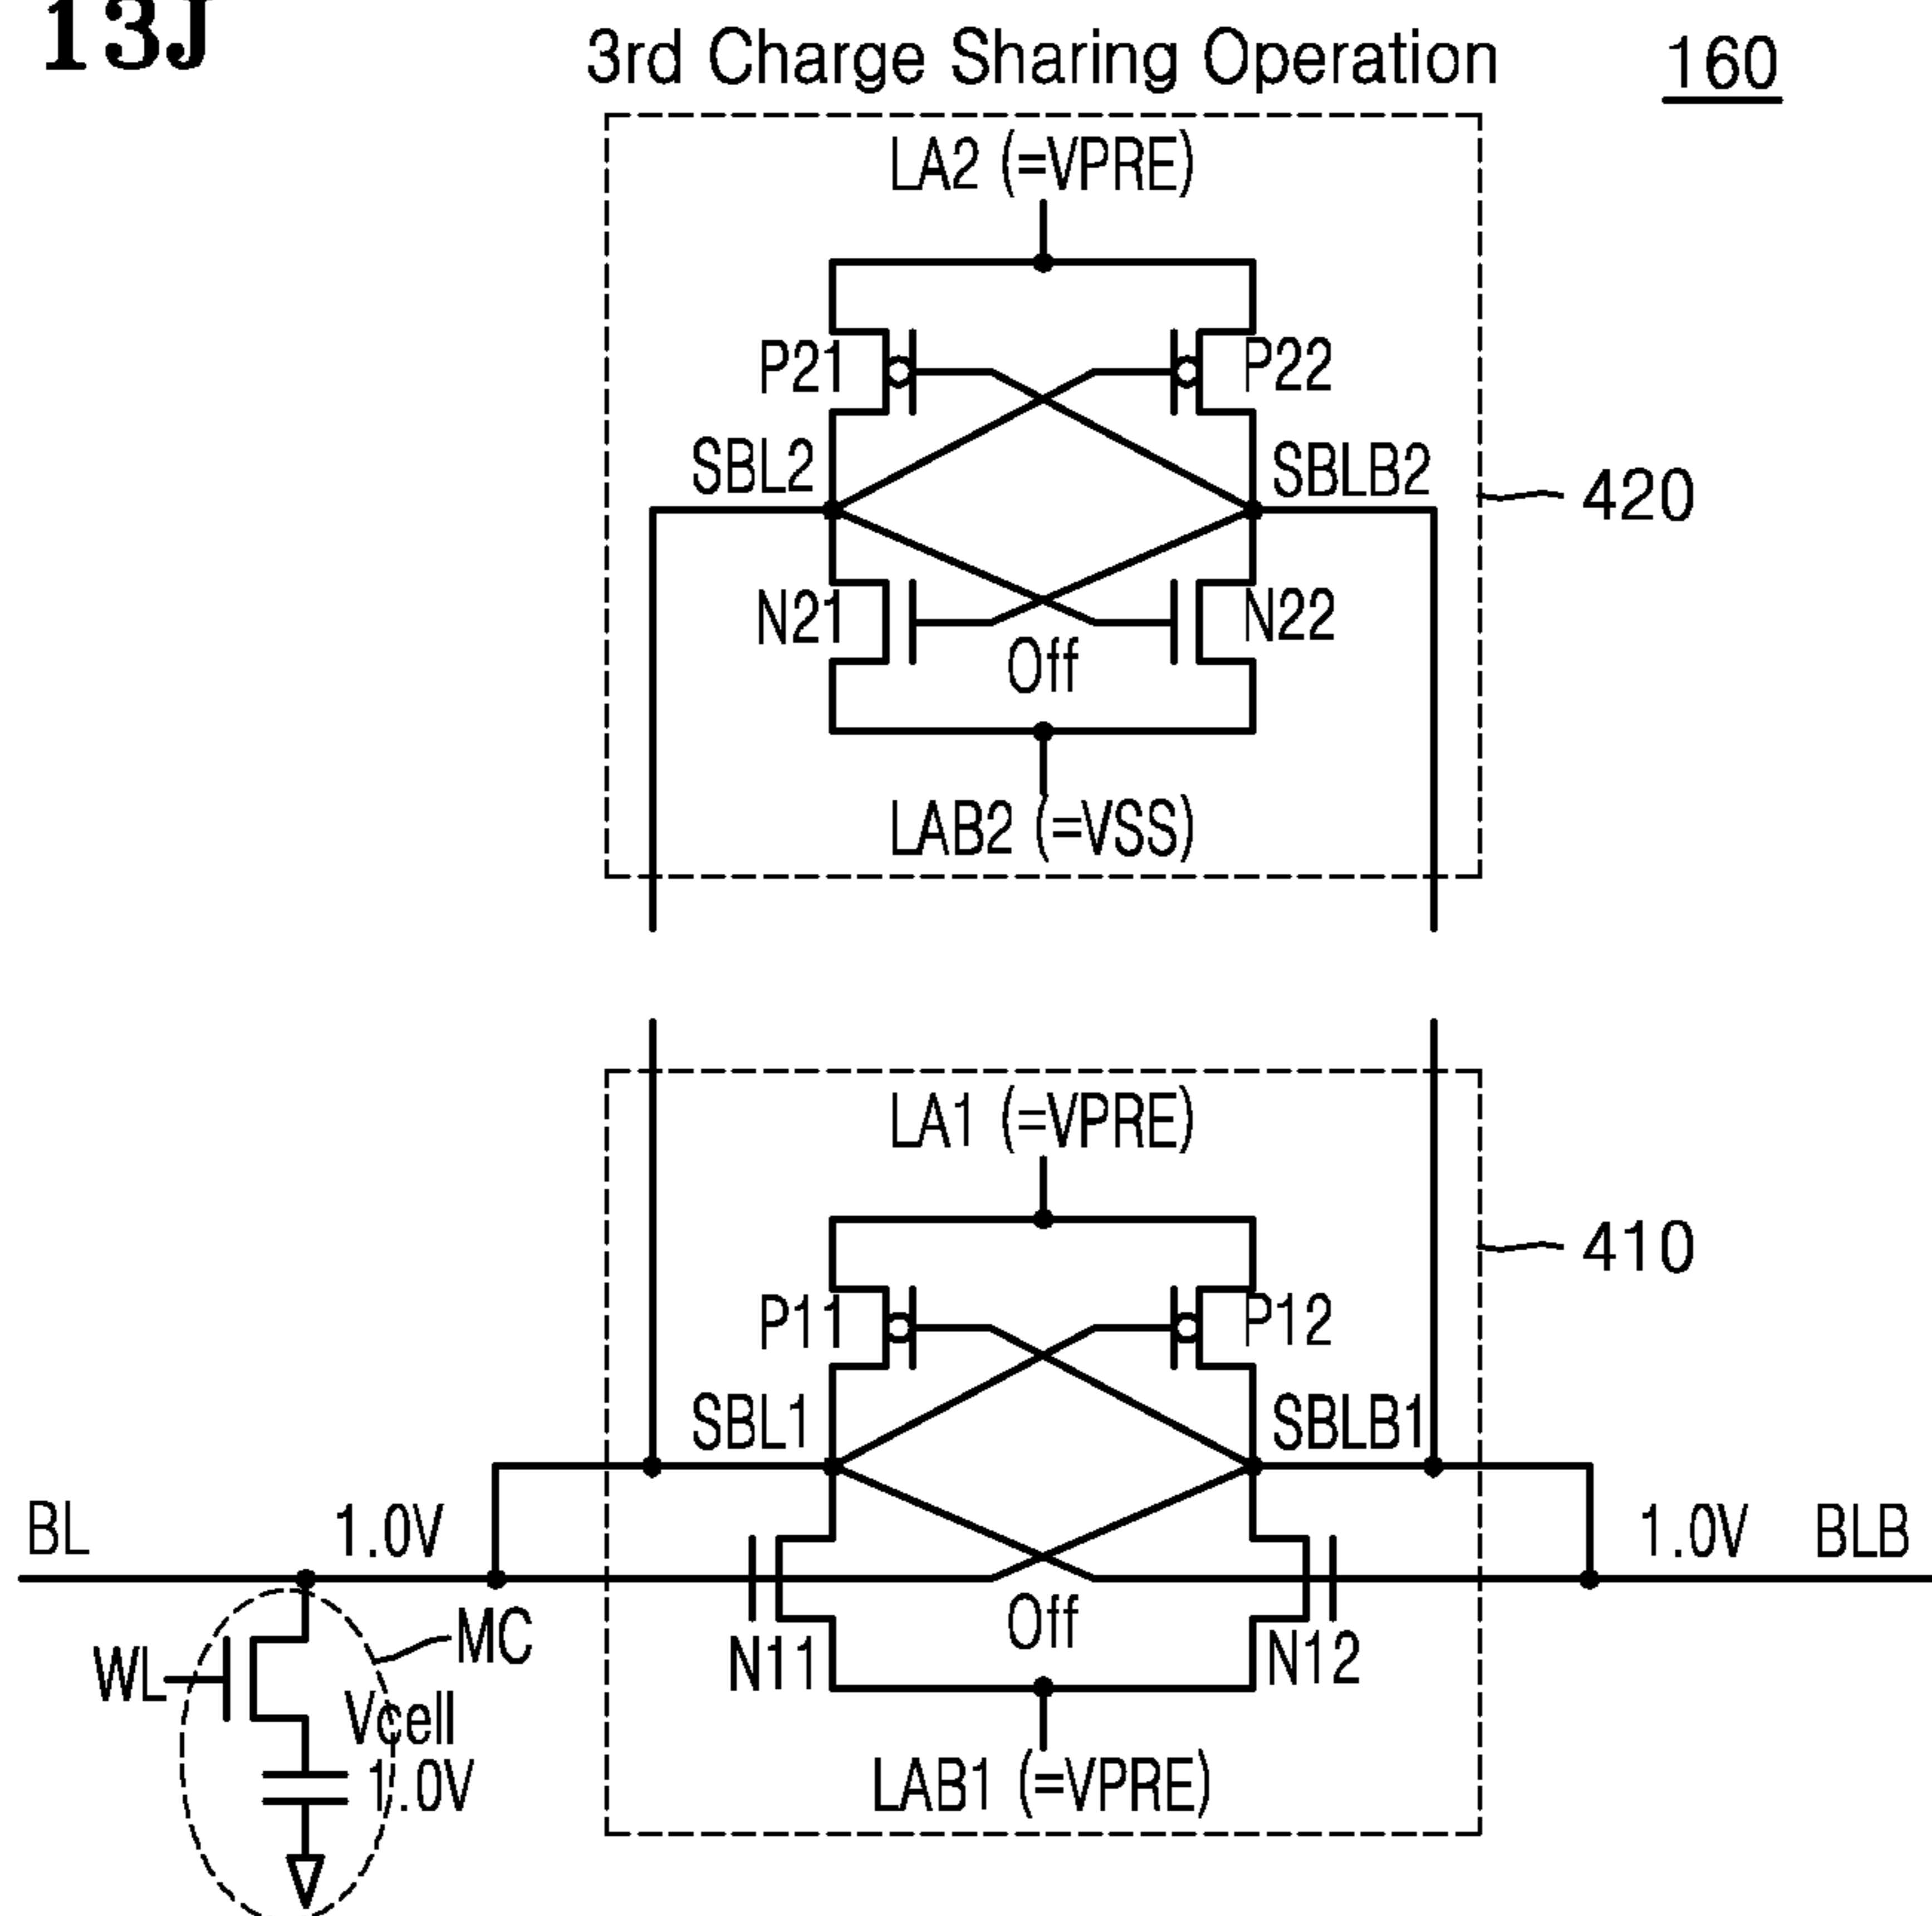 13J
3rd Charge Sharing Operation
160
LA2 (=VPRE)
P21
P22
SBL2
SBLB2
420
N21
N22
Off
LAB2 (=VSS)
LA1 (=VPRE)
410
P11
P12
SBL1
SBLB1
BL
1.0V
1.0V
BLB
Off
MC
WL
N11
N12
Vcell
1.0V
LAB1 (=VPRE)